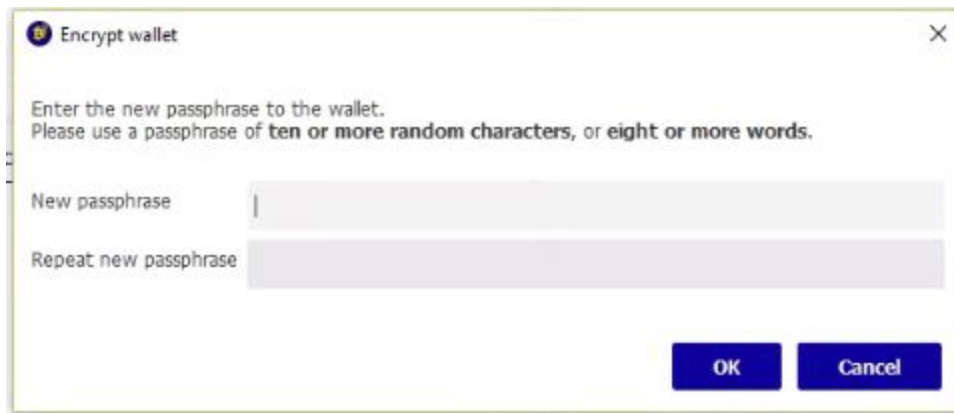 Encrypt wallet
Enter the new passphrase to the wallet.
Please use a passphrase of ten or more random characters, or eight or more words.
New passphrase
Repeat new passphrase
OK Cancel